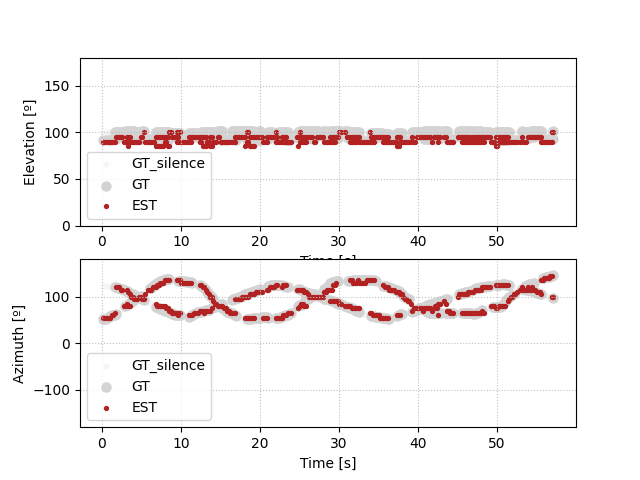 Elevation [º]
150
100
50
0
GT_silence
GT
EST
0 10 20 30 40 50
Time [s]
Azimuth [º]
100
0
−100
GT_silence
GT
EST
0 10 20 30 40 50
Time [s]